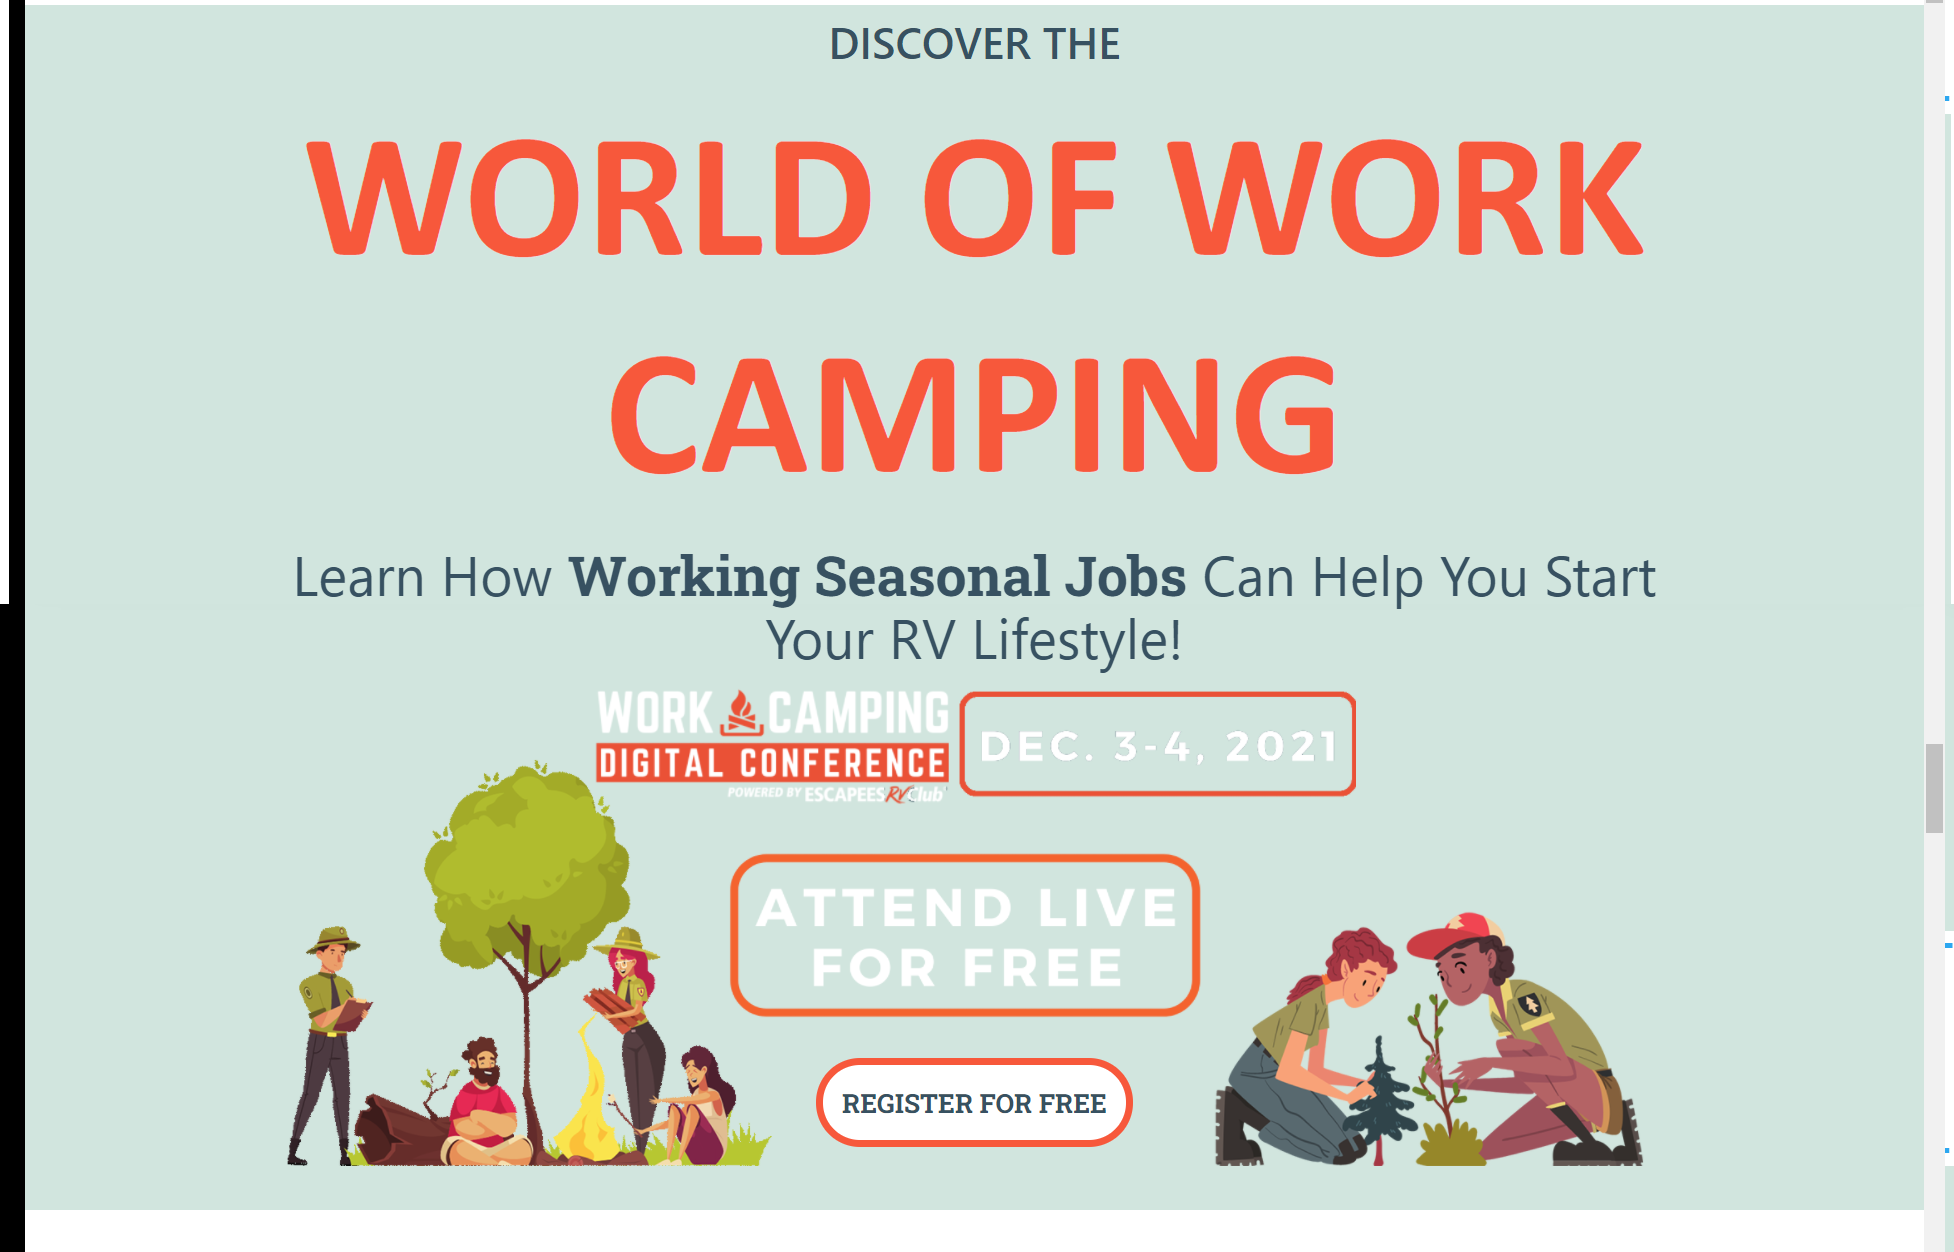 DISCOVER THE
WORLD OF WORK
CAMPING
Learn How Working Seasonal Jobs Can Help You Start
Your RV Lifestyle!
WORK CAMPING
DIGITAL CONFERENCE
POWERED BY ESCAPEES RV Club
DEC. 3-4, 2021
ATTEND LIVE
FOR FREE
REGISTER FOR FREE